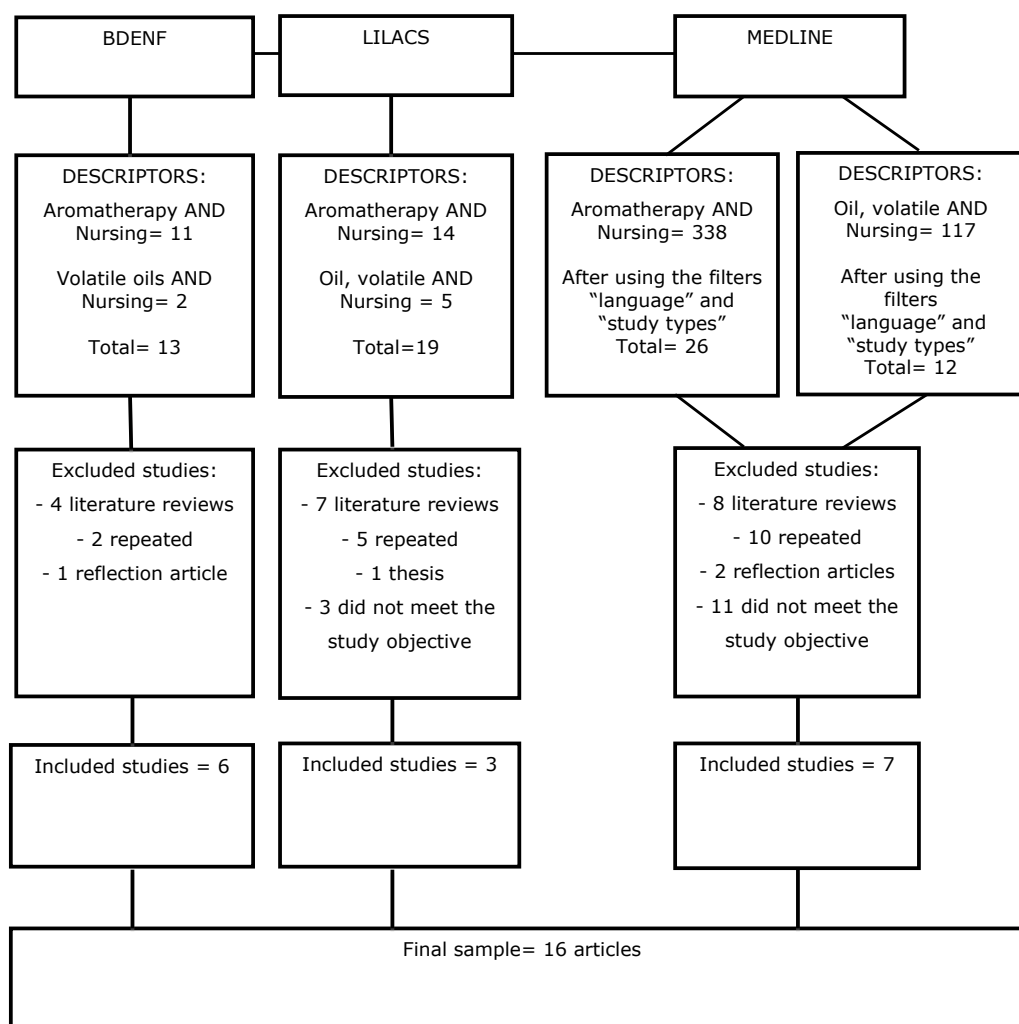 BDENF
LILACS
MEDLINE
DESCRIPTORS:
Aromatherapy AND
Nursing= 11
Volatile oils AND
Nursing= 2
Total= 13
DESCRIPTORS:
Aromatherapy AND
Nursing= 14
Oil, volatile AND
Nursing = 5
Total=19
DESCRIPTORS:
Aromatherapy AND
Nursing= 338
After using the filters
“language” and
“study types”
Total= 26
DESCRIPTORS:
Oil, volatile AND
Nursing= 117
After using the
filters
“language” and
“study types”
Total= 12
Excluded studies:
- 4 literature reviews
- 2 repeated
- 1 reflection article
Excluded studies:
- 7 literature reviews
- 5 repeated
- 1 thesis
- 3 did not meet the
study objective
Excluded studies:
- 8 literature reviews
- 10 repeated
- 2 reflection articles
- 11 did not meet the
study objective
Included studies = 6
Included studies = 3
Included studies = 7
Final sample= 16 articles